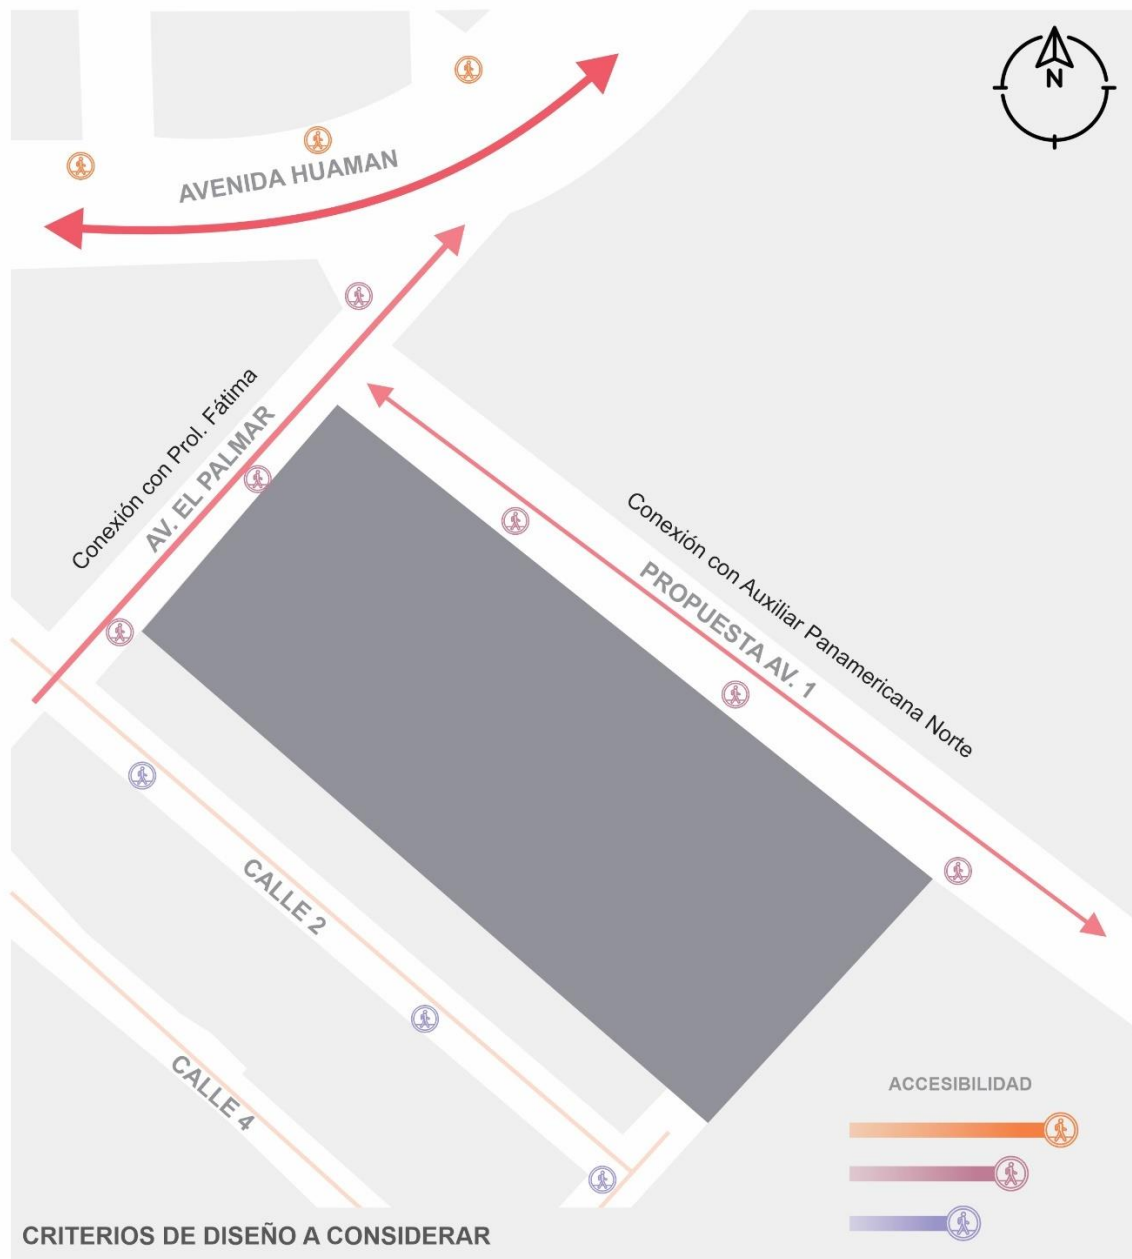 N
AVENIDA HUAMAN
Conexión con Prol. Fátima
AV. EL PALMAR
Conexión con Auxiliar Panamericana Norte
PROPUESTA AV. 1
CALLE 2
CALLE 4
ACCESIBILIDAD
CRITERIOS DE DISEÑO A CONSIDERAR